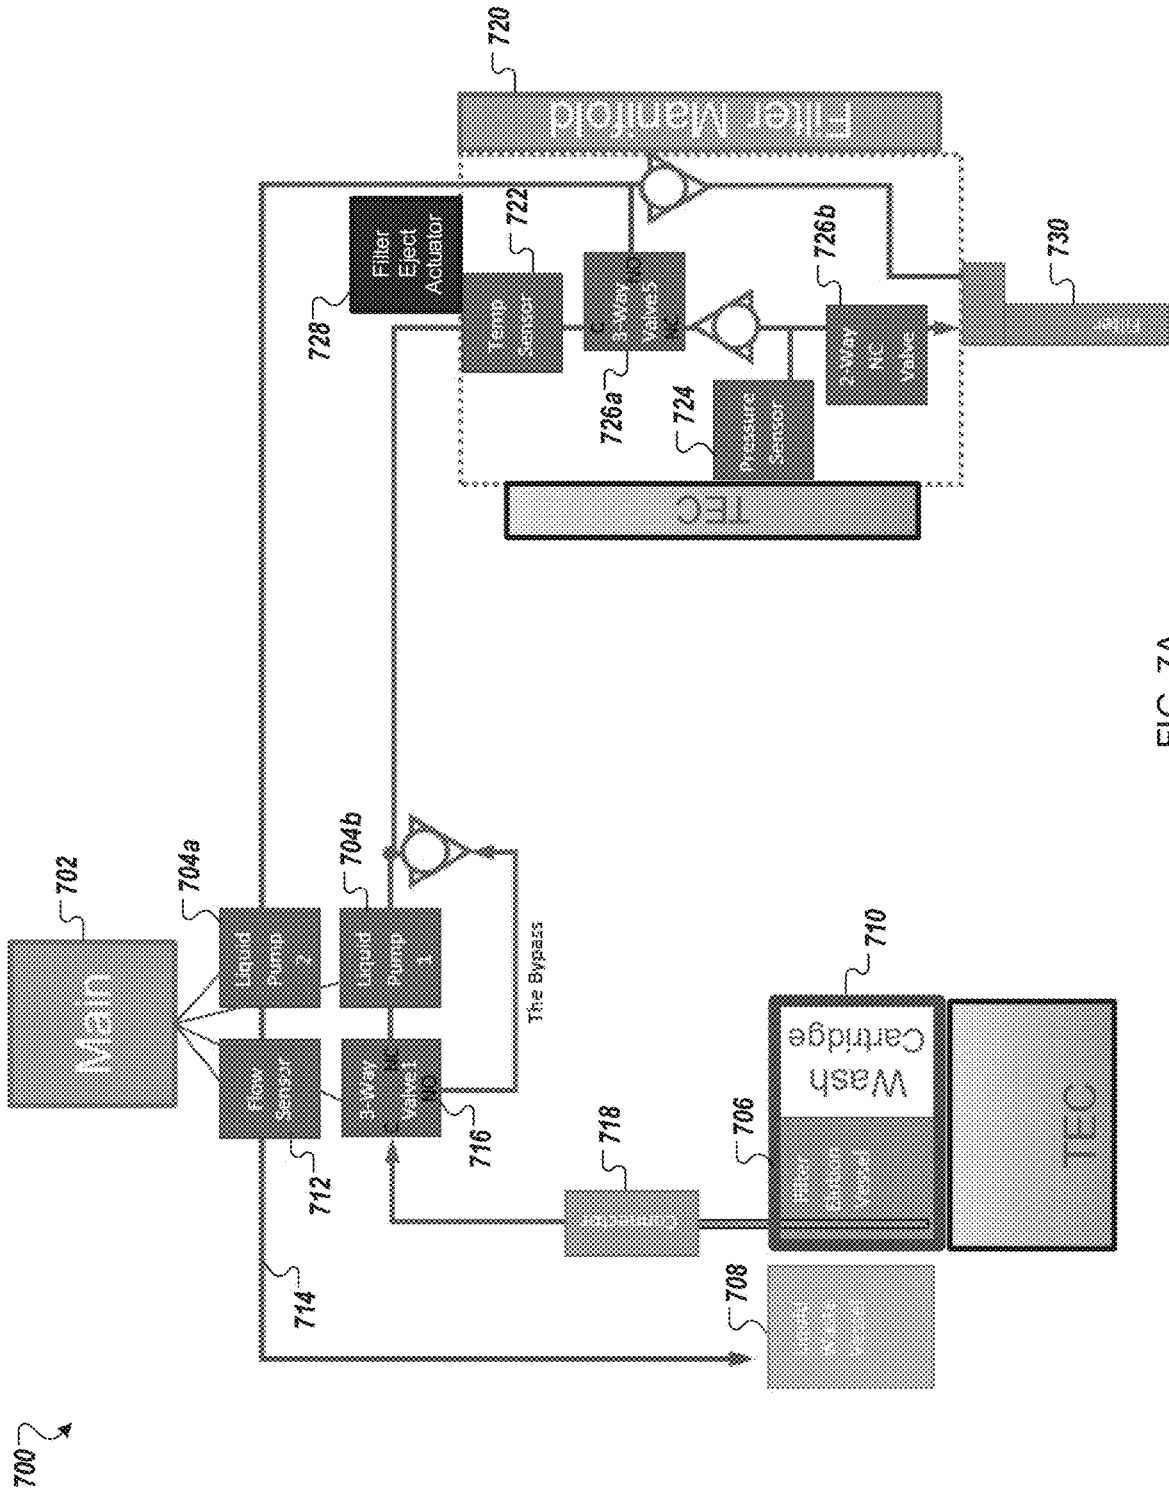 700
702
Main
704a
Liquid
Pump
2
704b
Liquid
Pump
1
Flow
Sensor
712
714
3-Way
Valve1
C
NC
NO
716
The Bypass
718
706
710
Wash
Cartridge
TEC
708
720
Filter Manifold
728
Filter
Eject
Actuator
722
Temp
Sensor
C
3-Way
Valve5
NO
NC
726a
724
Pressure
Sensor
726b
2-Way
NC
Valve
TEC
730
FIG. 7A